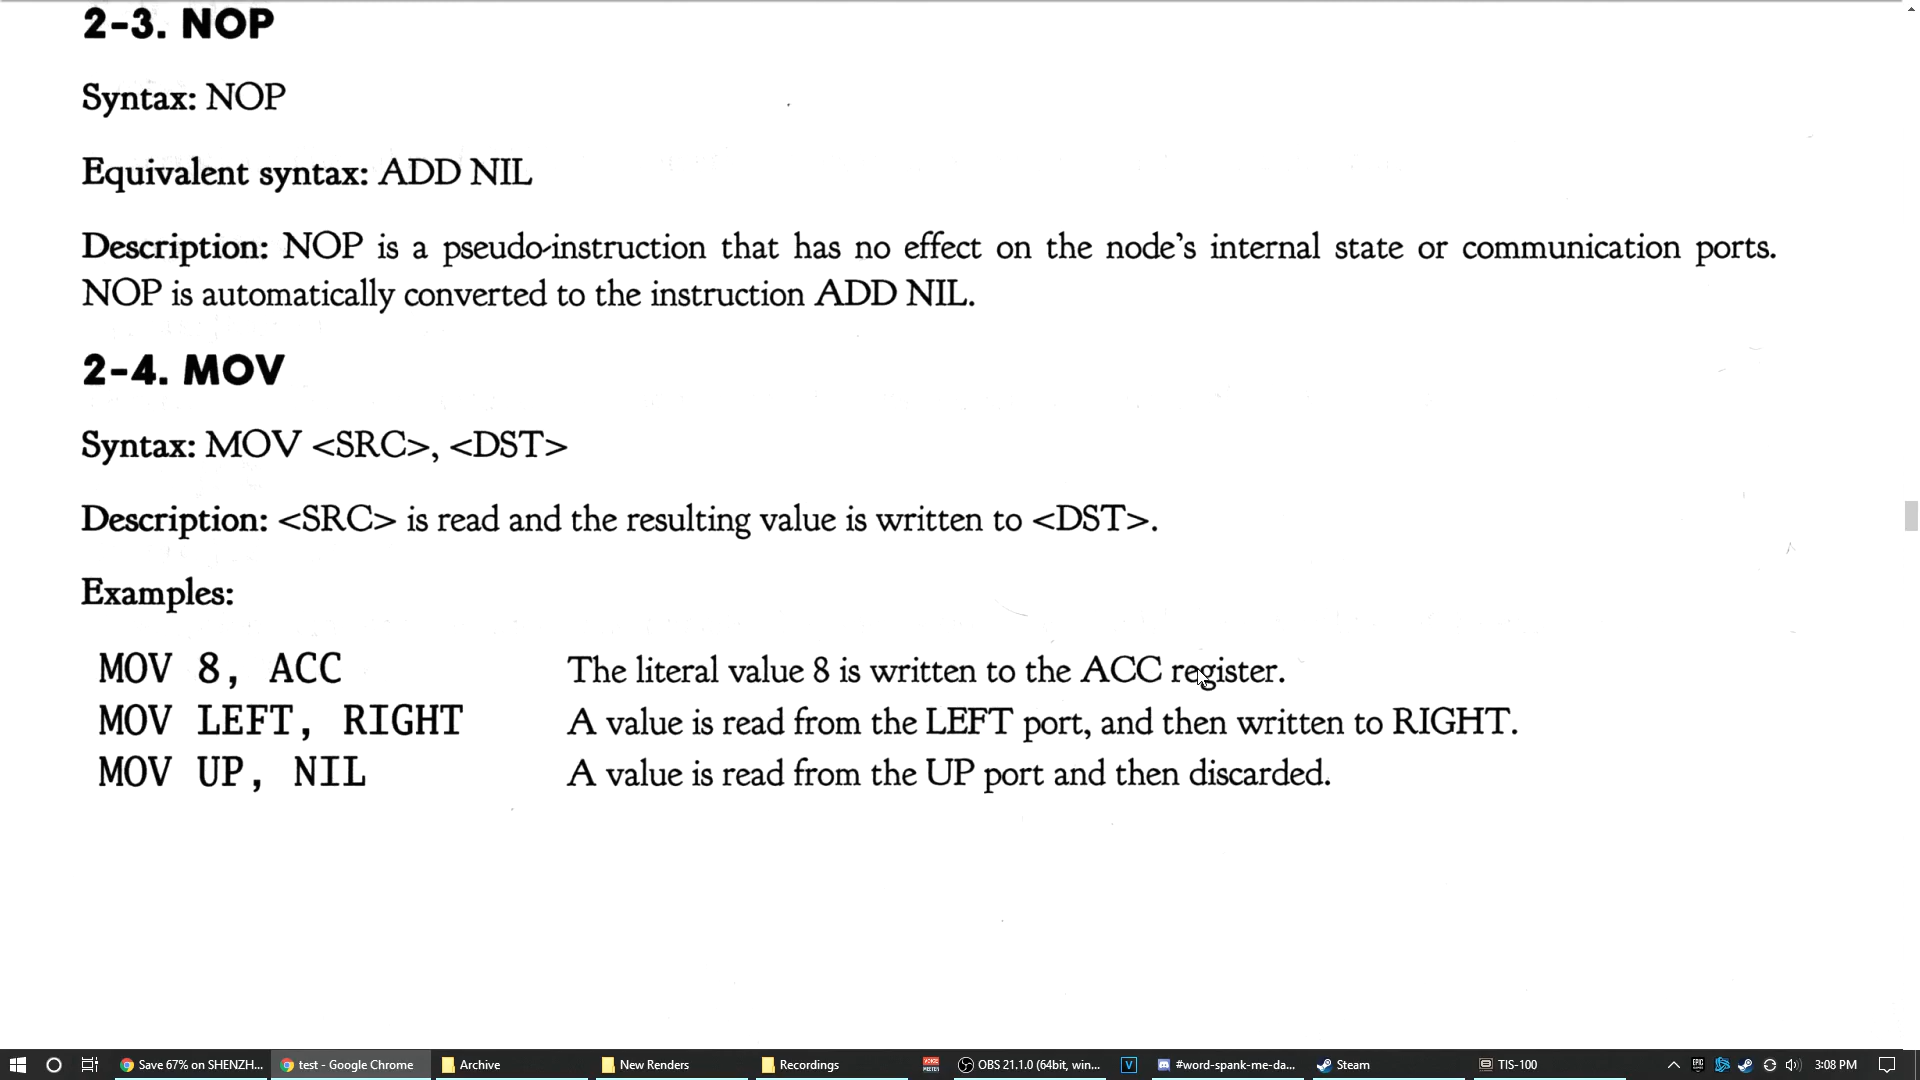 2-3. NOP
Syntax: NOP
Equivalent syntax: ADD NIL
Description: NOP is a pseudo-instruction that has no effect on the node's internal state or communication ports.
NOP is automatically converted to the instruction ADD NIL.
2-4. MOV
Syntax: MOV <SRC>, <DST>
Description: <SRC> is read and the resulting value is written to <DST>.
Examples:
MOV 8, ACC The literal value 8 is written to the ACC register.
MOV LEFT, RIGHT A value is read from the LEFT port, and then written to RIGHT.
MOV UP, NIL A value is read from the UP port and then discarded.
Save 67% on SHENZH... test - Google Chrome Archive New Renders Recordings OBS 21.1.0 (64bit, win... V #word-spank-me-da... Steam TIS-100 3:08 PM